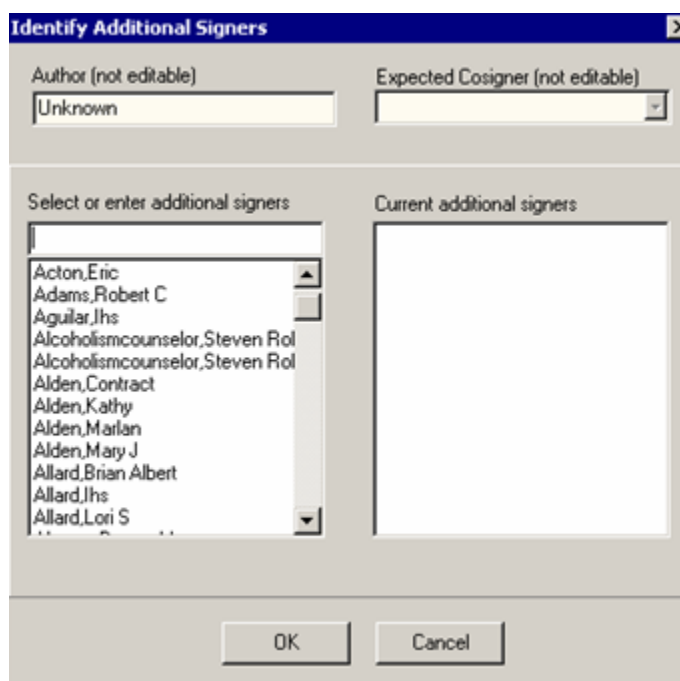 Identify Additional Signers
Author (not editable)
Expected Cosigner (not editable)
Unknown
Select or enter additional signers
Current additional signers
Acton,Eric
Adams,Robert C
Aguilar,Ihs
Alcoholismcounselor,Steven Rol
Alcoholismcounselor,Steven Rol
Alden,Contract
Alden,Kathy
Alden,Marlan
Alden,Mary J
Allard,Brian Albert
Allard,Ihs
Allard,Lori S
OK
Cancel